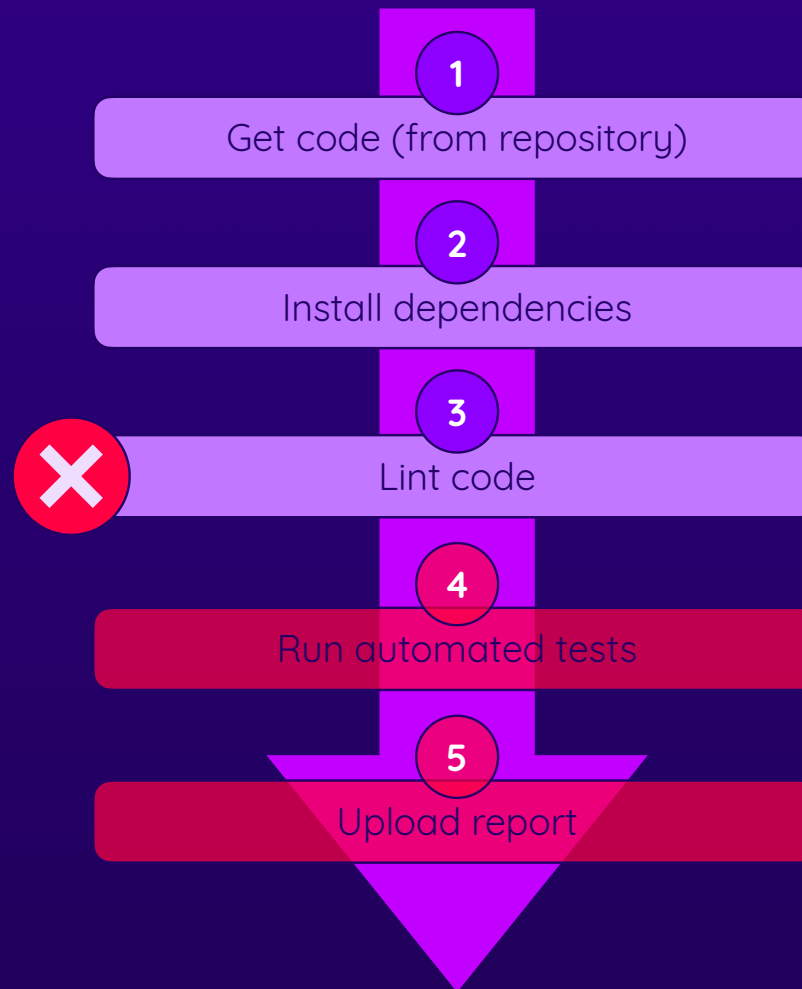 1
Get code (from repository)
2
Install dependencies
3
Lint code
4
Run automated tests
5
Upload report